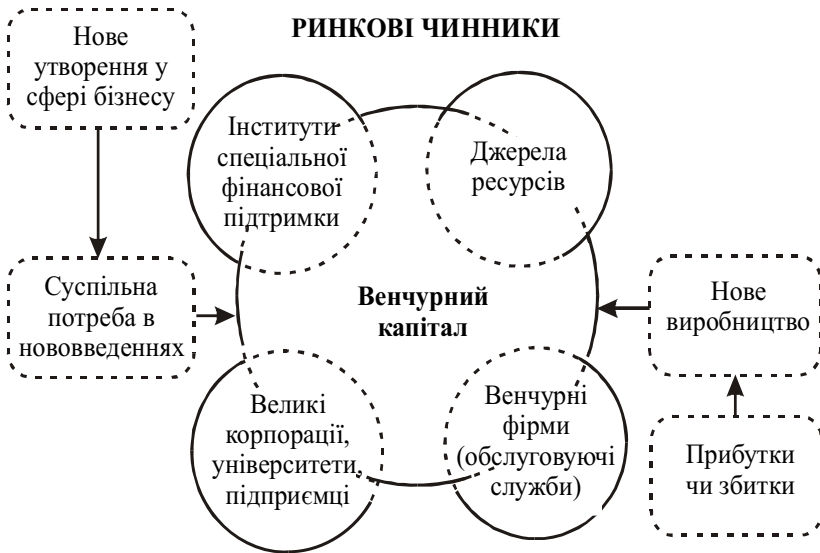 РИНКОВІ ЧИННИКИ
Нове
утворення у
сфері бізнесу
Інститути
спеціальної
фінансової
підтримки
Джерела
ресурсів
Суспільна
потреба в
нововведеннях
Венчурний
капітал
Нове
виробництво
Великі
корпорації,
університети,
підприємці
Венчурні
фірми
(обслуговуючі
служби)
Прибутки
чи збитки